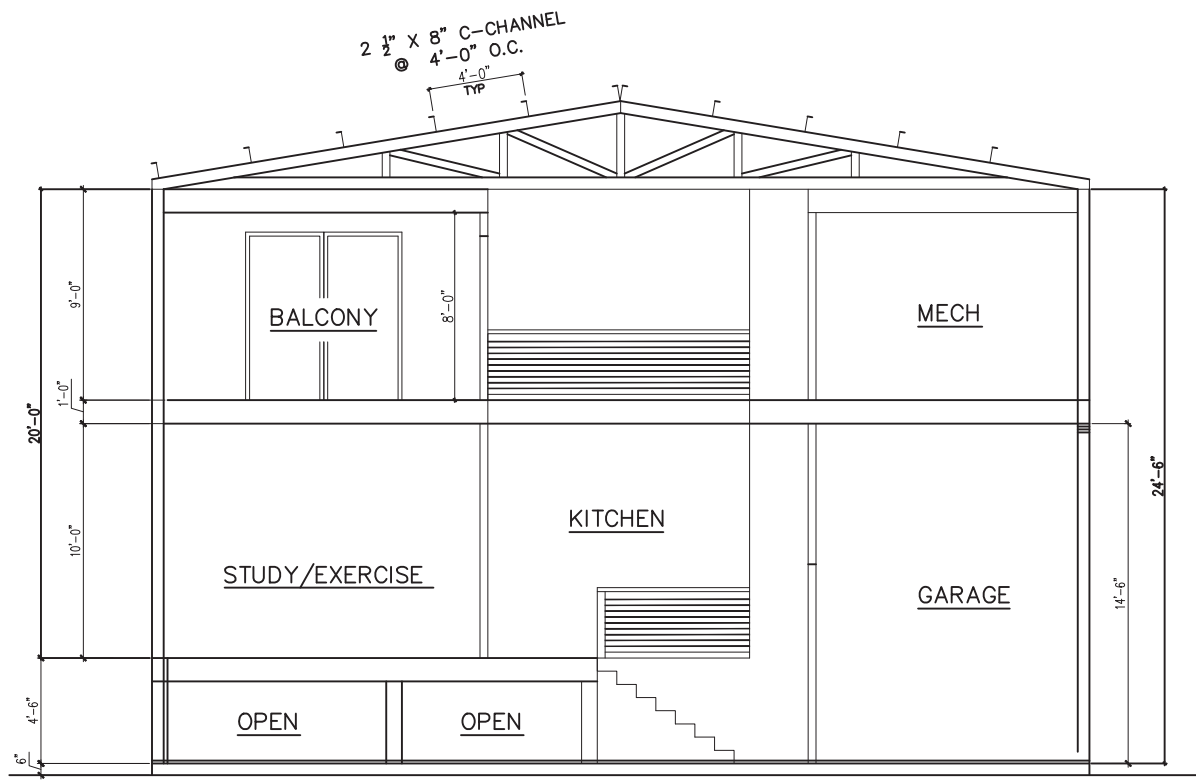 2 1/2" X 8" C-CHANNEL
@ 4'-0" O.C.
4'-0"
TYP
9'-0"
BALCONY
8'-0"
MECH
1'-0"
20'-0"
24'-6"
10'-0"
KITCHEN
STUDY/EXERCISE
GARAGE
14'-6"
4'-6"
OPEN
OPEN
6"